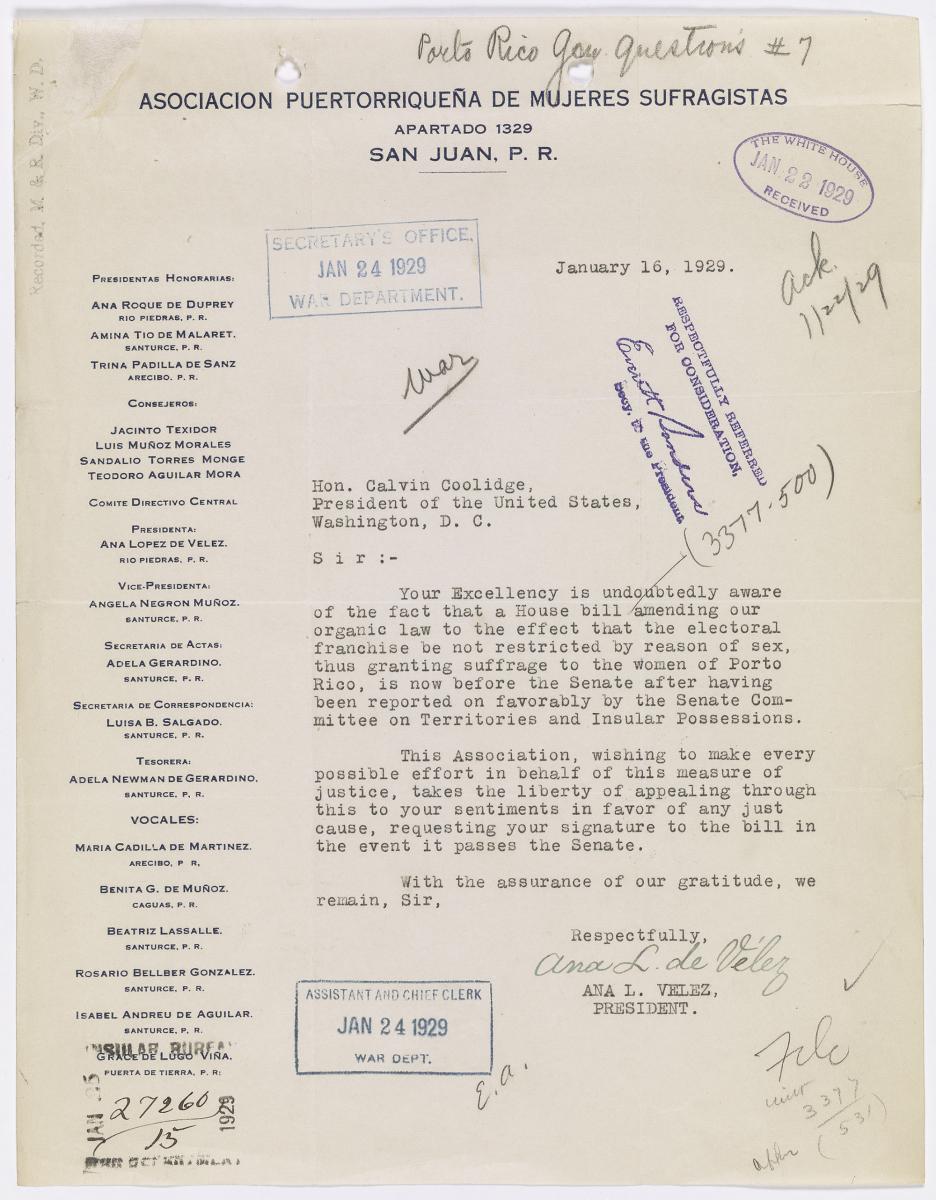 Porto Rico Gov. Questions # 7
ASOCIACION PUERTORRIQUEÑA DE MUJERES SUFRAGISTAS
APARTADO 1329
SAN JUAN, P. R.
THE WHITE HOUSE
JAN 22 1929
RECEIVED
Recorded, M. & R. Div., W. D.
SECRETARY'S OFFICE,
JAN 24 1929
WAR DEPARTMENT.
January 16, 1929.
Ack.
1/22/29
War
RESPECTFULLY REFERRED
FOR CONSIDERATION,
Everett Sanders
Secy. to the President
(3377-500)
PRESIDENTAS HONORARIAS:
ANA ROQUE DE DUPREY
RIO PIEDRAS, P. R.
AMINA TIO DE MALARET.
SANTURCE, P. R.
TRINA PADILLA DE SANZ
ARECIBO, P. R.
CONSEJEROS:
JACINTO TEXIDOR
LUIS MUÑOZ MORALES
SANDALIO TORRES MONGE
TEODORO AGUILAR MORA
COMITE DIRECTIVO CENTRAL
PRESIDENTA:
ANA LOPEZ DE VELEZ.
RIO PIEDRAS, P. R.
VICE-PRESIDENTA:
ANGELA NEGRON MUÑOZ.
SANTURCE, P. R.
SECRETARIA DE ACTAS:
ADELA GERARDINO.
SANTURCE, P. R.
SECRETARIA DE CORRESPONDENCIA:
LUISA B. SALGADO.
SANTURCE, P. R.
TESORERA:
ADELA NEWMAN DE GERARDINO.
SANTURCE, P. R.
VOCALES:
MARIA CADILLA DE MARTINEZ.
ARECIBO, P R,
BENITA G. DE MUÑOZ.
CAGUAS, P. R.
BEATRIZ LASSALLE.
SANTURCE, P. R.
ROSARIO BELLBER GONZALEZ.
SANTURCE, P. R.
ISABEL ANDREU DE AGUILAR.
SANTURCE, P, R.
GRACE DE LUGO VIÑA.
PUERTA DE TIERRA, P. R:
Hon. Calvin Coolidge,
President of the United States,
Washington, D. C.
S i r :-
Your Excellency is undoubtedly aware
of the fact that a House bill amending our
organic law to the effect that the electoral
franchise be not restricted by reason of sex,
thus granting suffrage to the women of Porto
Rico, is now before the Senate after having
been reported on favorably by the Senate Com-
mittee on Territories and Insular Possessions.
This Association, wishing to make every
possible effort in behalf of this measure of
justice, takes the liberty of appealing through
this to your sentiments in favor of any just
cause, requesting your signature to the bill in
the event it passes the Senate.
With the assurance of our gratitude, we
remain, Sir,
Respectfully,
Ana L. de Vélez
ANA L. VELEZ,
PRESIDENT.
ASSISTANT AND CHIEF CLERK
JAN 24 1929
WAR DEPT.
E. A.
INSULAR BUREAU
JAN 25 1929
27260
15
WAR DEPARTMENT
File
3377
(531)